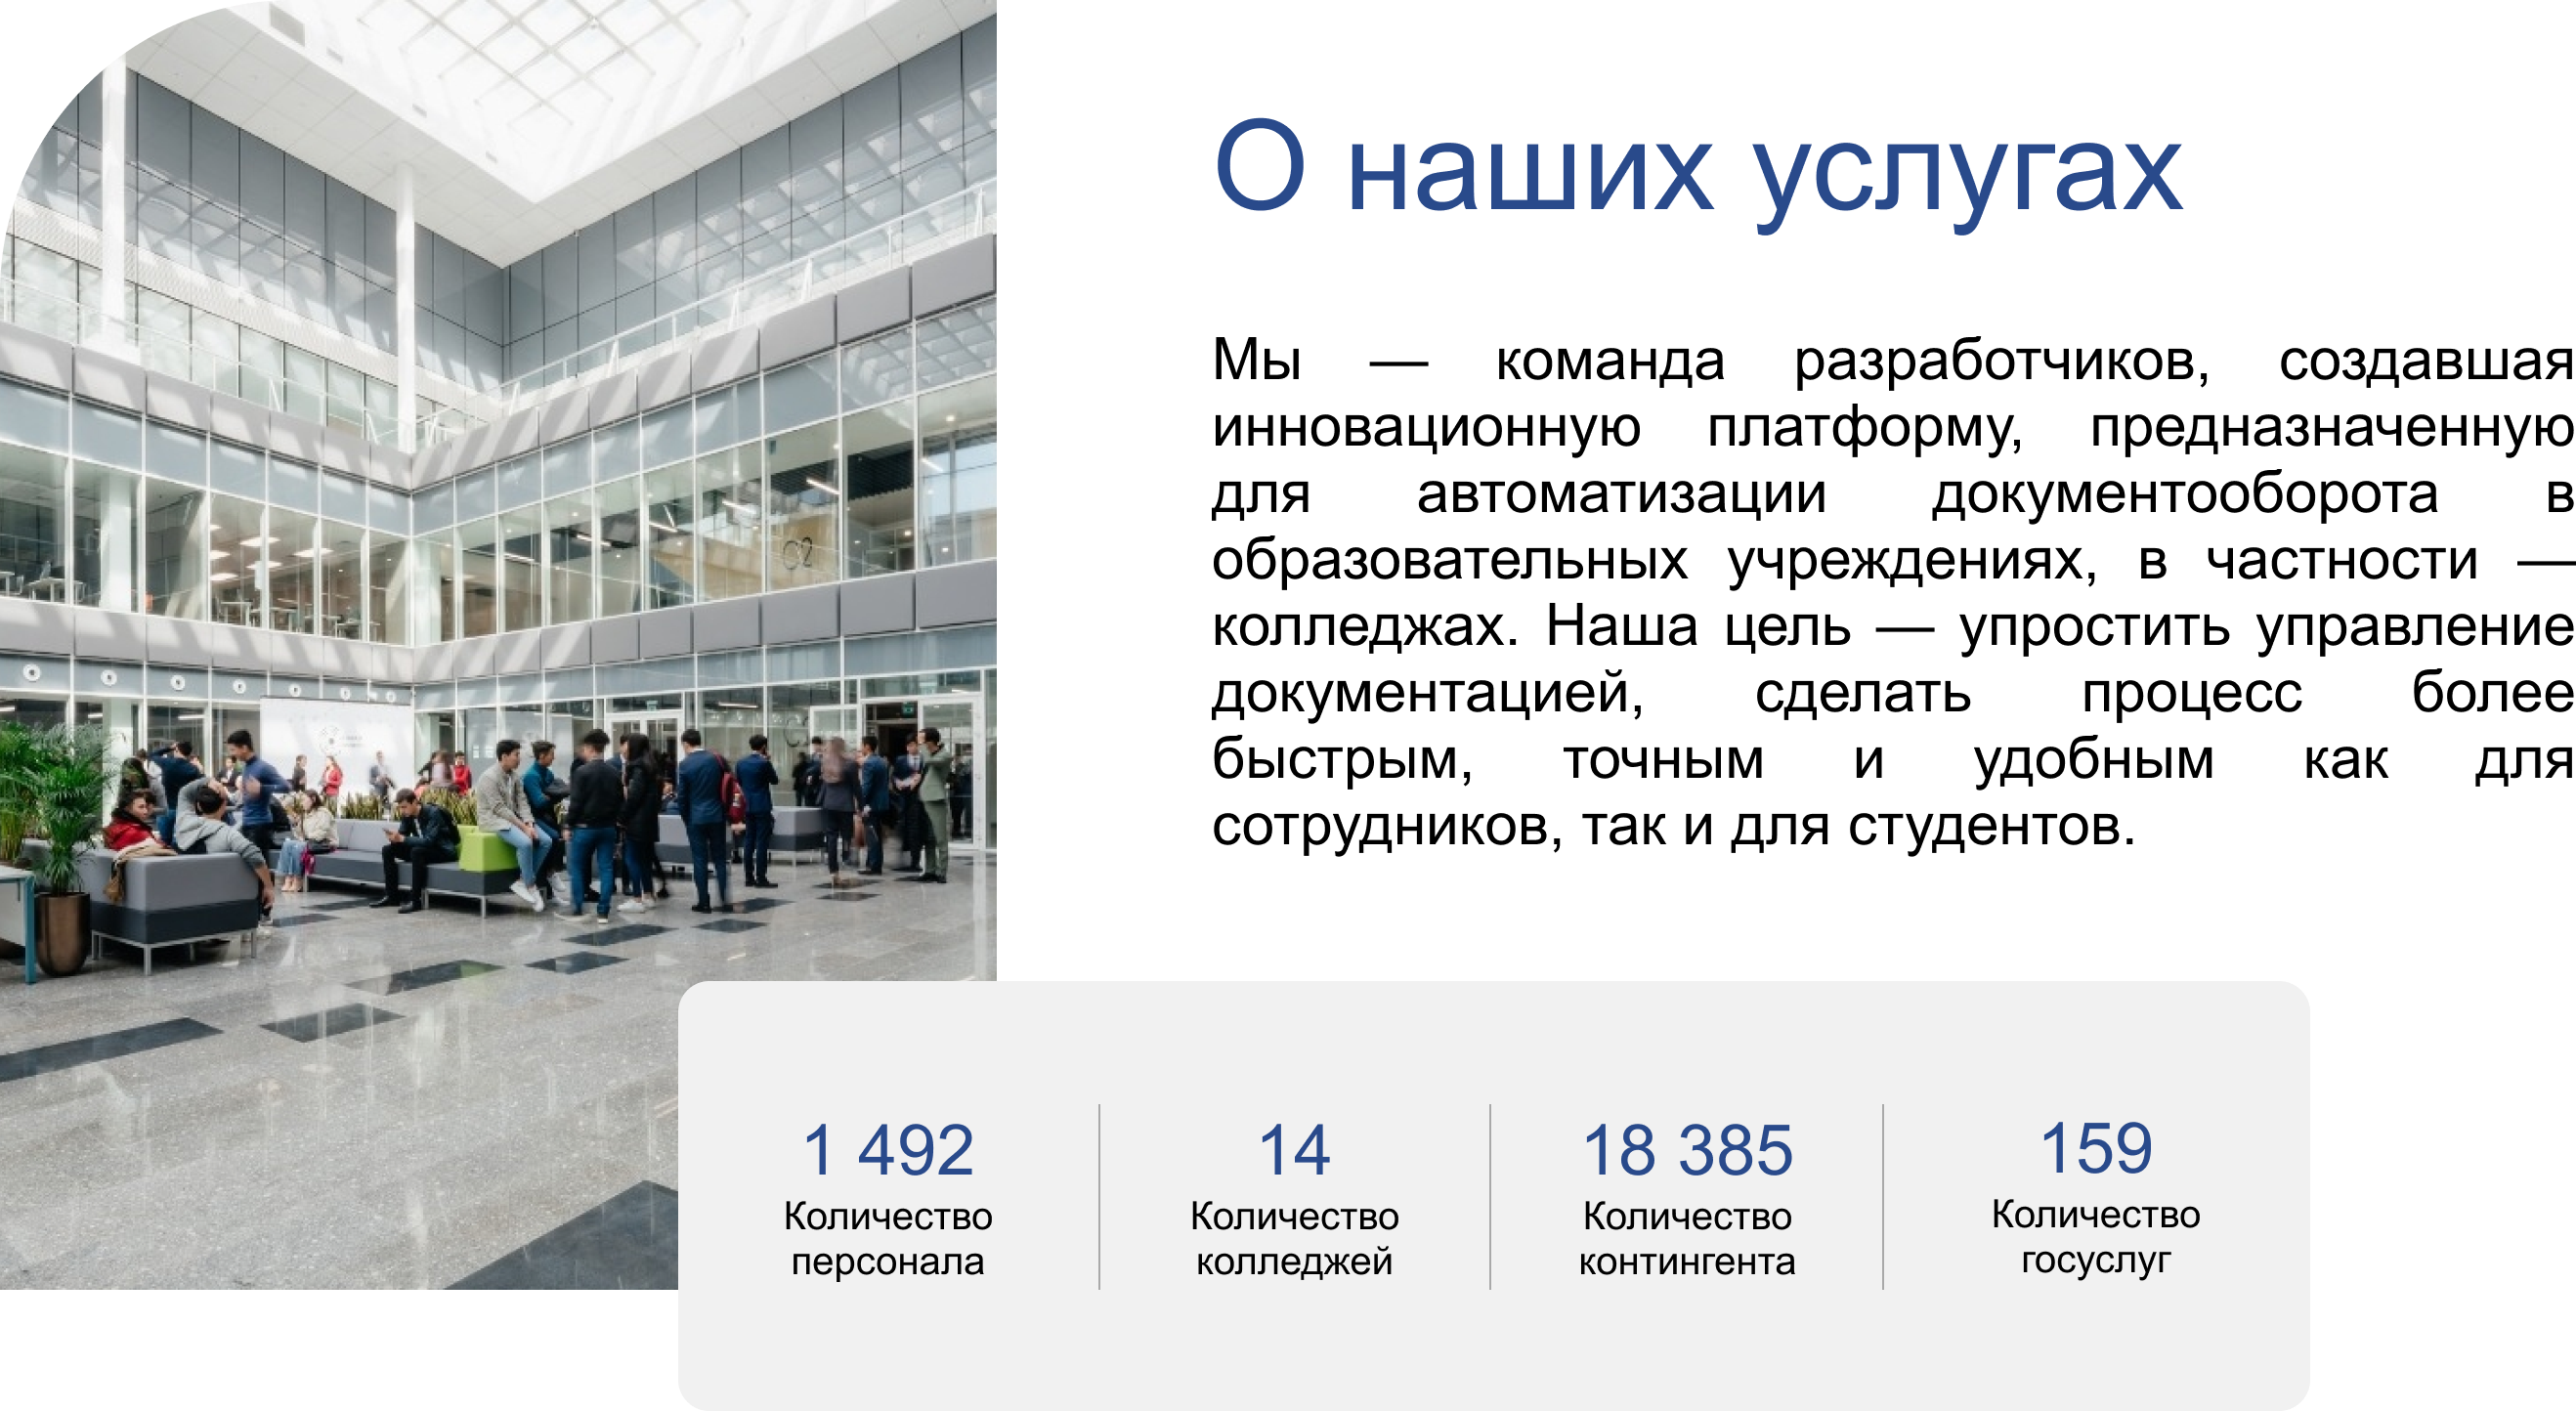 О наших услугах
Мы — команда разработчиков, создавшая
инновационную платформу, предназначенную
для автоматизации документооборота в
образовательных учреждениях, в частности —
колледжах. Наша цель — упростить управление
документацией, сделать процесс более
быстрым, точным и удобным как для
сотрудников, так и для студентов.
1 492
Количество
персонала
14
Количество
колледжей
18 385
Количество
контингента
159
Количество
госуслуг